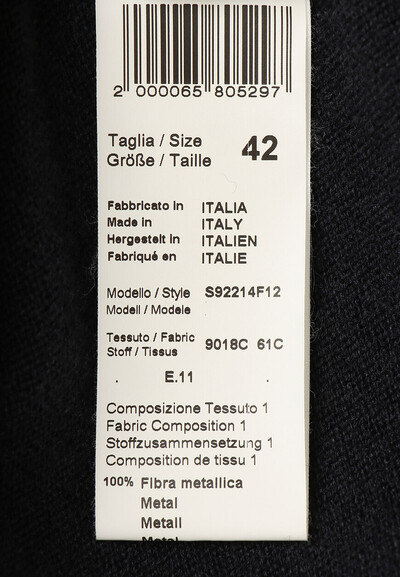 2 000065 805297
Taglia / Size
Größe / Taille 42
Fabbricato in ITALIA
Made in ITALY
Hergestelt in ITALIEN
Fabriqué en ITALIE
Modello / Style S92214F12
Modell / Modele
Tessuto / Fabric 9018C 61C
Stoff / Tissus
E.11
Composizione Tessuto 1
Fabric Composition 1
Stoffzusammensetzung 1
Composition de tissu 1
100% Fibra metallica
Metal
Metall
Metal